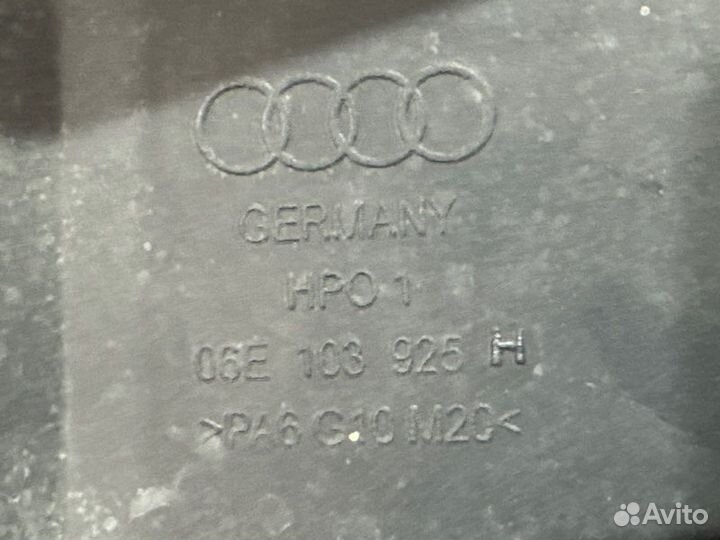 GERMANY
HPO 1
06E 103 925 H
>PA6 G10 M20<
Avito